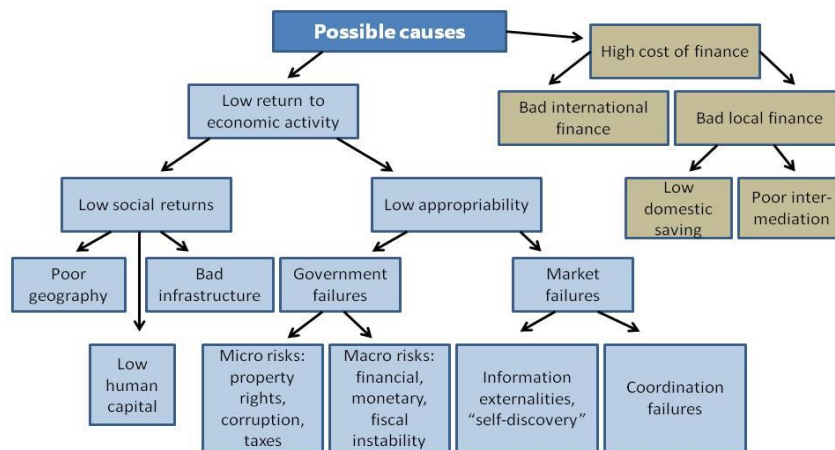 Possible causes
High cost of finance
Low return to
economic activity
Bad international
finance
Bad local finance
Low social returns
Low appropriability
Low
domestic
saving
Poor inter-
mediation
Poor
geography
Bad
infrastructure
Government
failures
Market
failures
Low
human
capital
Micro risks:
property
rights,
corruption,
taxes
Macro risks:
financial,
monetary,
fiscal
instability
Information
externalities,
“self-discovery”
Coordination
failures